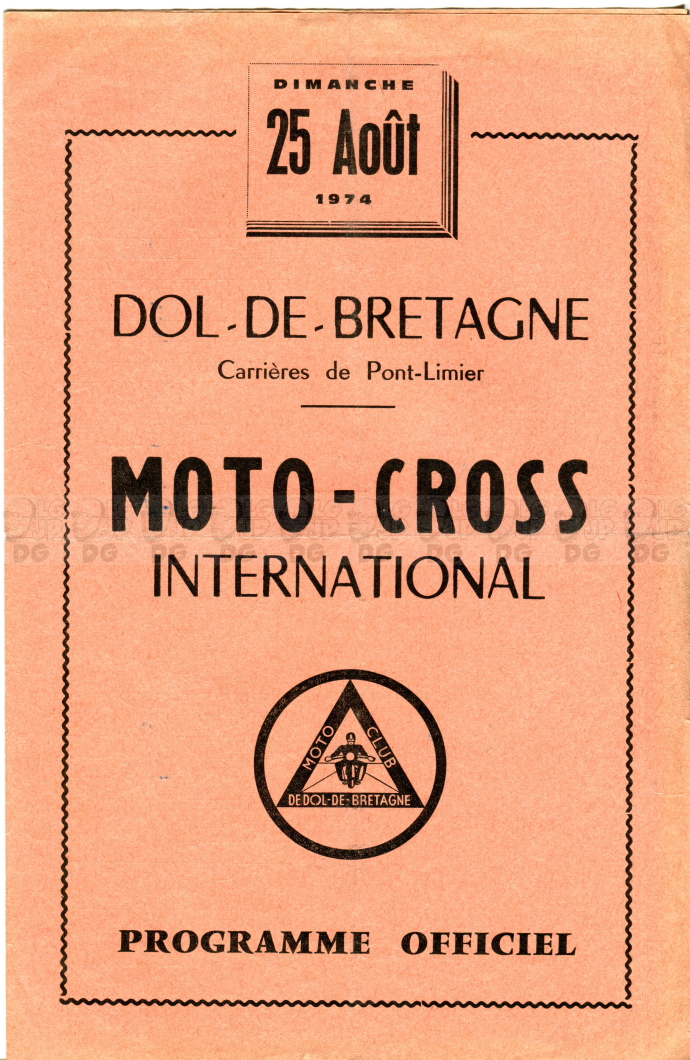 DIMANCHE
25 Août
1974
DOL-DE-BRETAGNE
Carrières de Pont-Limier
MOTO-CROSS
INTERNATIONAL
MOTO CLUB
DE DOL-DE-BRETAGNE
PROGRAMME OFFICIEL